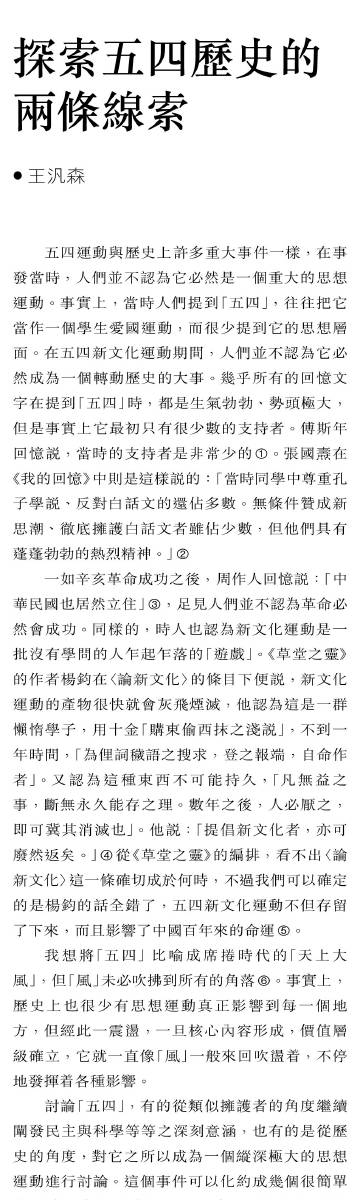 探索五四歷史的
兩條線索
● 王汎森
五四運動與歷史上許多重大事件一樣，在事
發當時，人們並不認為它必然是一個重大的思想
運動。事實上，當時人們提到「五四」，往往把它
當作一個學生愛國運動，而很少提到它的思想層
面。在五四新文化運動期間，人們並不認為它必
然成為一個轉動歷史的大事。幾乎所有的回憶文
字在提到「五四」時，都是生氣勃勃、勢頭極大，
但是事實上它最初只有很少數的支持者。傅斯年
回憶說，當時的支持者是非常少的①。張國燾在
《我的回憶》中則是這樣說的：「當時同學中尊重孔
子學說、反對白話文的還佔多數。無條件贊成新
思潮、徹底擁護白話文者雖佔少數，但他們具有
蓬蓬勃勃的熱烈精神。」②
一如辛亥革命成功之後，周作人回憶說：「中
華民國也居然立住」③，足見人們並不認為革命必
然會成功。同樣的，時人也認為新文化運動是一
批沒有學問的人乍起乍落的「遊戲」。《草堂之靈》
的作者楊鈞在〈論新文化〉的條目下便說，新文化
運動的產物很快就會灰飛煙滅，他認為這是一群
懶惰學子，用十金「購東偷西抹之淺說」，不到一
年時間，「為俚詞穢語之搜求，登之報端，自命作
者」。又認為這種東西不可能持久，「凡無益之
事，斷無永久能存之理。數年之後，人必厭之，
即可冀其消滅也」。他說：「提倡新文化者，亦可
廢然返矣。」④從《草堂之靈》的編排，看不出〈論
新文化〉這一條確切成於何時，不過我們可以確定
的是楊鈞的話全錯了，五四新文化運動不但存留
了下來，而且影響了中國百年來的命運⑤。
我想將「五四」比喻成席捲時代的「天上大
風」，但「風」未必吹拂到所有的角落⑥。事實上，
歷史上也很少有思想運動真正影響到每一個地
方，但經此一震盪，一旦核心內容形成，價值層
級確立，它就一直像「風」一般來回吹盪着，不停
地發揮着各種影響。
討論「五四」，有的從類似擁護者的角度繼續
闡發民主與科學等等之深刻意涵，也有的是從歷
史的角度，對它之所以成為一個縱深極大的思想
運動進行討論。這個事件可以化約成幾個很簡單